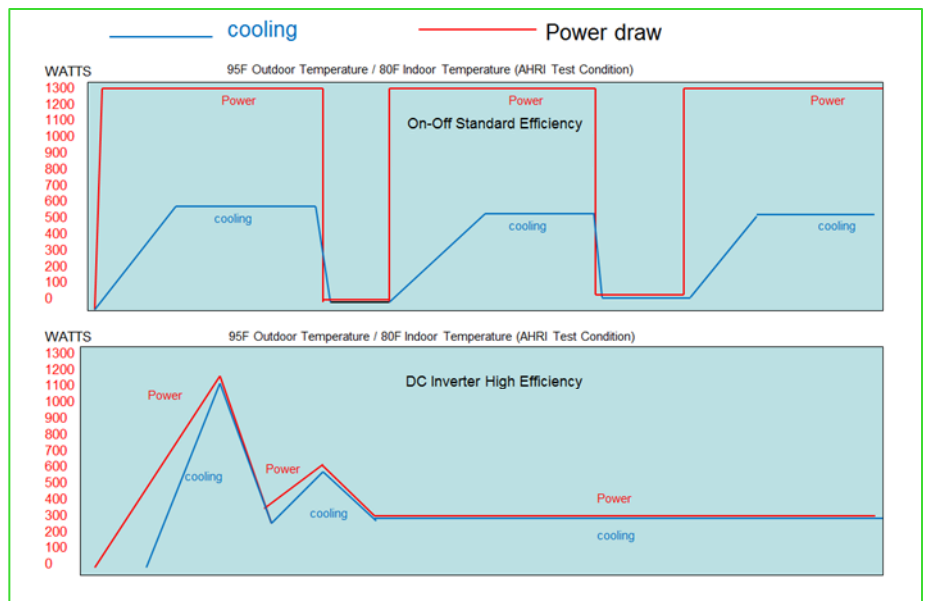 cooling Power draw
WATTS 95F Outdoor Temperature / 80F Indoor Temperature (AHRI Test Condition)
1300
1200
1100
1000
900
800
700
600
500
400
300
200
100
0
Power Power Power
On-Off Standard Efficiency
cooling cooling cooling
WATTS 95F Outdoor Temperature / 80F Indoor Temperature (AHRI Test Condition)
1300
1200
1100
1000
900
800
700
600
500
400
300
200
100
0
DC Inverter High Efficiency
Power
Power
cooling
Power
cooling
cooling